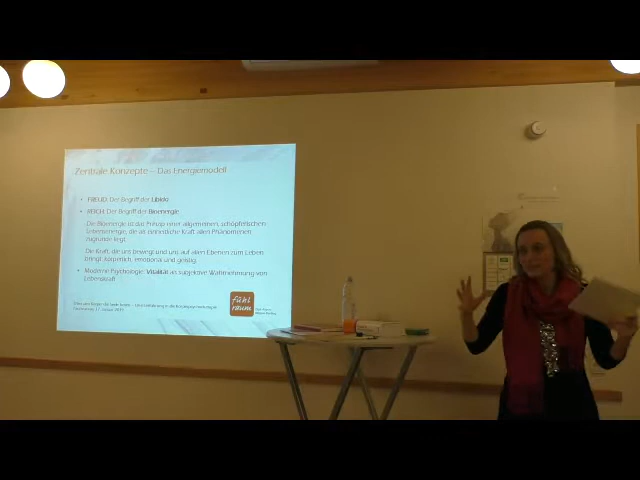 Zentrale Konzepte – Das Energiemodell
• FREUD: Der Begriff der Libido
• REICH: Der Begriff der Bioenergie
Die Bioenergie ist das Prinzip einer allgemeinen, schöpferischen
Lebensenergie, die als einheitliche Kraft allen Phänomenen
zugrunde liegt.
Die Kraft, die uns bewegt und uns auf allen Ebenen zum Leben
bringt: körperlich, emotional und geistig.
• Moderne Psychologie: Vitalität als subjektive Wahrnehmung von
Lebenskraft
fühl
raum